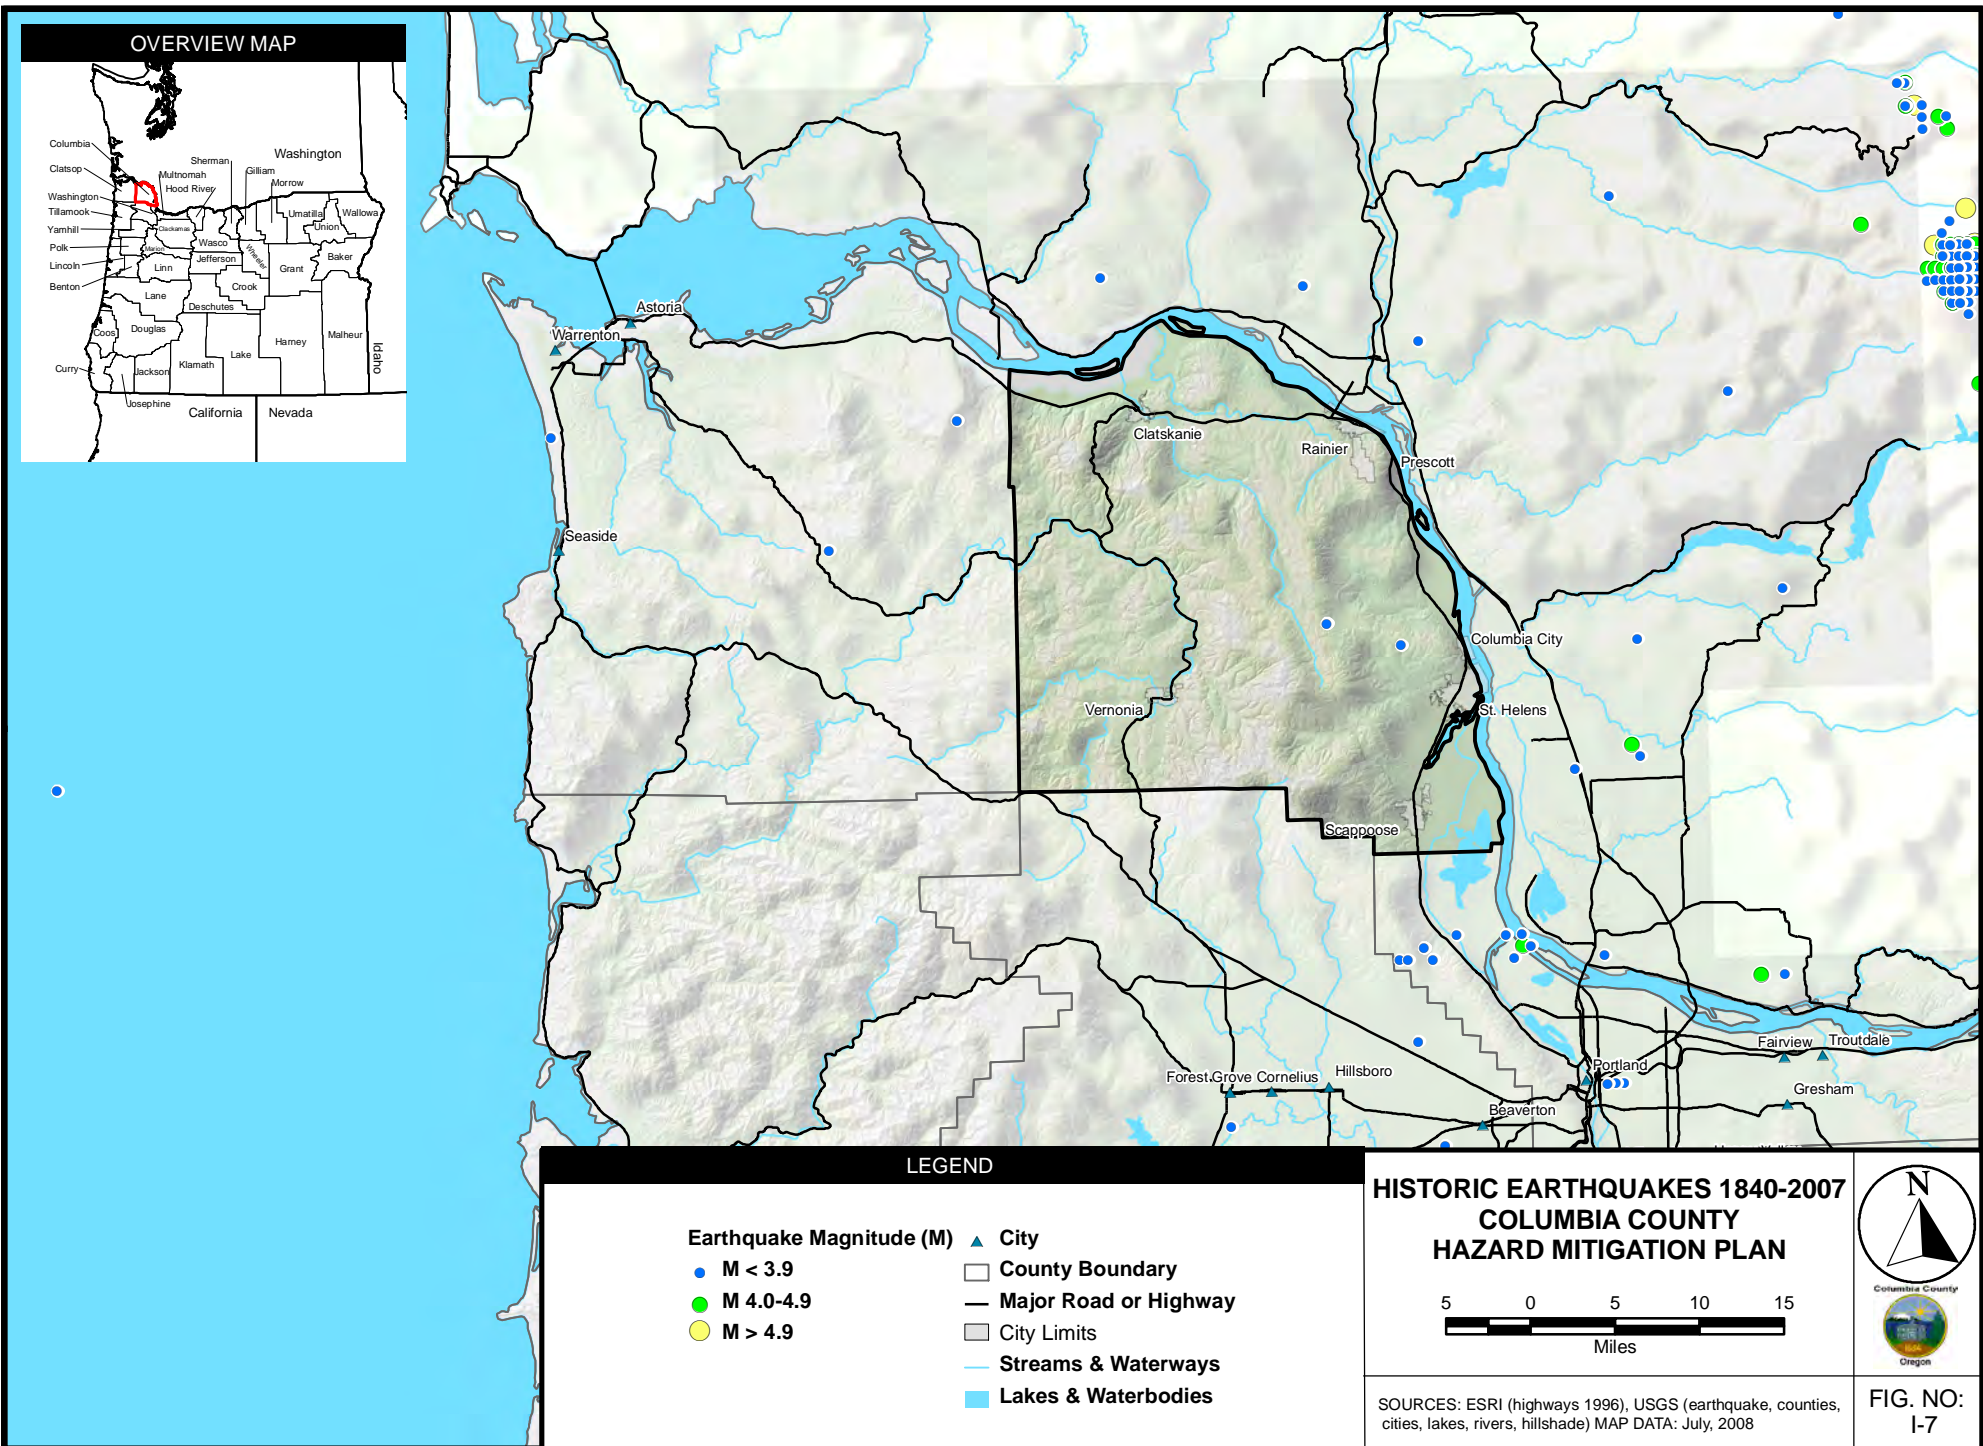 OVERVIEW MAP
Columbia
Clatsop
Washington
Tillamook
Yamhill
Polk
Lincoln
Benton
Curry
Multnomah
Hood River
Sherman
Gilliam
Morrow
Washington
Umatilla
Wallowa
Union
Clackamas
Wasco
Marion
Jefferson
Wheeler
Grant
Baker
Linn
Crook
Lane
Deschutes
Coos
Douglas
Harney
Malheur
Lake
Klamath
Jackson
Josephine
Idaho
California
Nevada
Astoria
Warrenton
Seaside
Clatskanie
Rainier
Prescott
Columbia City
St. Helens
Vernonia
Scappoose
Forest Grove
Cornelius
Hillsboro
Beaverton
Portland
Fairview
Troutdale
Gresham
LEGEND
Earthquake Magnitude (M)
M < 3.9
M 4.0-4.9
M > 4.9
City
County Boundary
Major Road or Highway
City Limits
Streams & Waterways
Lakes & Waterbodies
HISTORIC EARTHQUAKES 1840-2007
COLUMBIA COUNTY
HAZARD MITIGATION PLAN
5 0 5 10 15
Miles
SOURCES: ESRI (highways 1996), USGS (earthquake, counties,
cities, lakes, rivers, hillshade) MAP DATA: July, 2008
N
Columbia County
Oregon
FIG. NO:
I-7